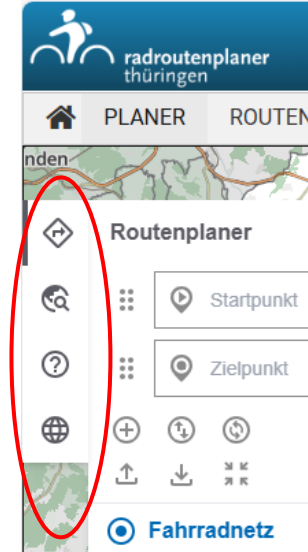 radroutenplaner
thüringen
PLANER ROUTEN
nden
Routenplaner
Startpunkt
Zielpunkt
Fahrradnetz